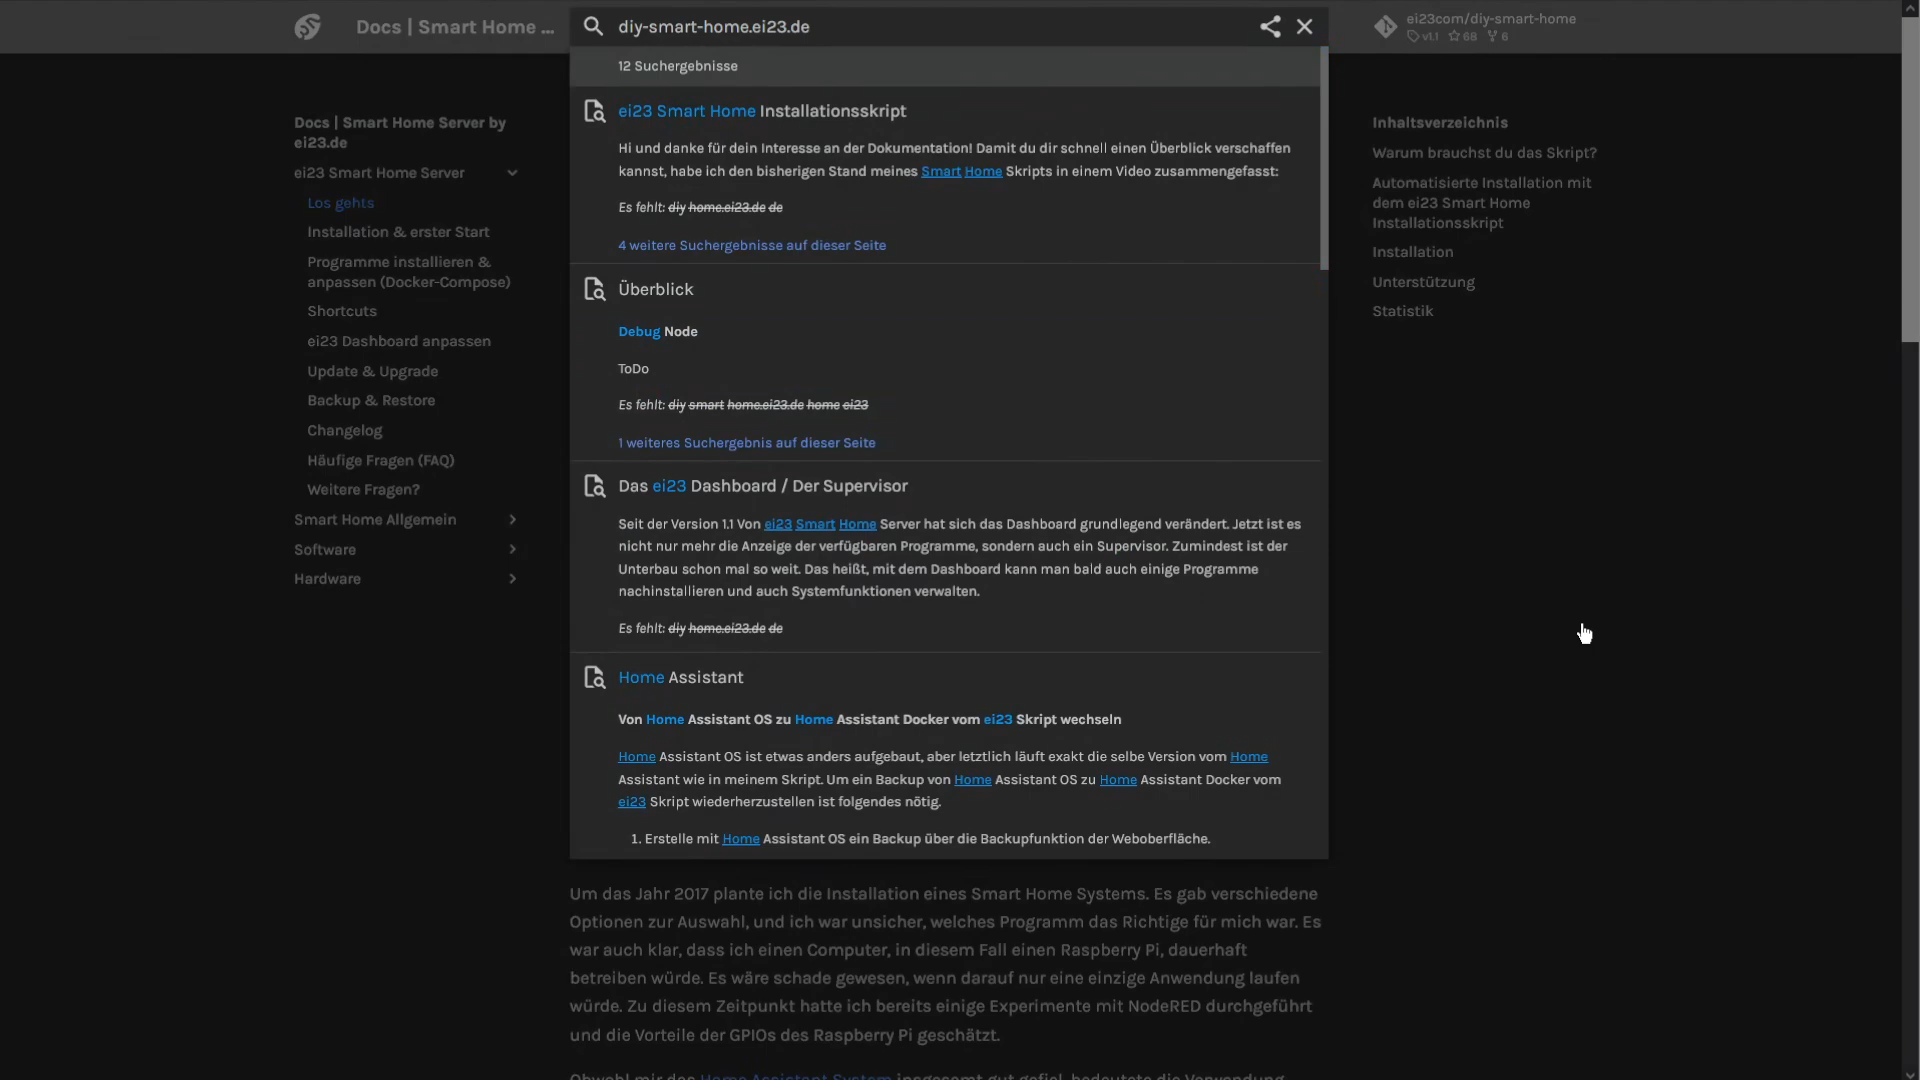 Docs | Smart Home ...
diy-smart-home.ei23.de
ei23com/diy-smart-home
v1.1 68 6
12 Suchergebnisse
Docs | Smart Home Server by
ei23.de
ei23 Smart Home Server
Los gehts
Installation & erster Start
Programme installieren &
anpassen (Docker-Compose)
Shortcuts
ei23 Dashboard anpassen
Update & Upgrade
Backup & Restore
Changelog
Häufige Fragen (FAQ)
Weitere Fragen?
Smart Home Allgemein
Software
Hardware
ei23 Smart Home Installationsskript
Hi und danke für dein Interesse an der Dokumentation! Damit du dir schnell einen Überblick verschaffen
kannst, habe ich den bisherigen Stand meines Smart Home Skripts in einem Video zusammengefasst:
Es fehlt: diy home.ei23.de de
4 weitere Suchergebnisse auf dieser Seite
Überblick
Debug Node
ToDo
Es fehlt: diy smart home.ei23.de home ei23
1 weiteres Suchergebnis auf dieser Seite
Das ei23 Dashboard / Der Supervisor
Seit der Version 1.1 Von ei23 Smart Home Server hat sich das Dashboard grundlegend verändert. Jetzt ist es
nicht nur mehr die Anzeige der verfügbaren Programme, sondern auch ein Supervisor. Zumindest ist der
Unterbau schon mal so weit. Das heißt, mit dem Dashboard kann man bald auch einige Programme
nachinstallieren und auch Systemfunktionen verwalten.
Es fehlt: diy home.ei23.de de
Home Assistant
Von Home Assistant OS zu Home Assistant Docker vom ei23 Skript wechseln
Home Assistant OS ist etwas anders aufgebaut, aber letztlich läuft exakt die selbe Version vom Home
Assistant wie in meinem Skript. Um ein Backup von Home Assistant OS zu Home Assistant Docker vom
ei23 Skript wiederherzustellen ist folgendes nötig.
1. Erstelle mit Home Assistant OS ein Backup über die Backupfunktion der Weboberfläche.
Um das Jahr 2017 plante ich die Installation eines Smart Home Systems. Es gab verschiedene
Optionen zur Auswahl, und ich war unsicher, welches Programm das Richtige für mich war. Es
war auch klar, dass ich einen Computer, in diesem Fall einen Raspberry Pi, dauerhaft
betreiben würde. Es wäre schade gewesen, wenn darauf nur eine einzige Anwendung laufen
würde. Zu diesem Zeitpunkt hatte ich bereits einige Experimente mit NodeRED durchgeführt
und die Vorteile der GPIOs des Raspberry Pi geschätzt.
Obwohl mir das Home Assistant System insgesamt gut gefiel, bedeutete die Verwendung
Inhaltsverzeichnis
Warum brauchst du das Skript?
Automatisierte Installation mit
dem ei23 Smart Home
Installationsskript
Installation
Unterstützung
Statistik